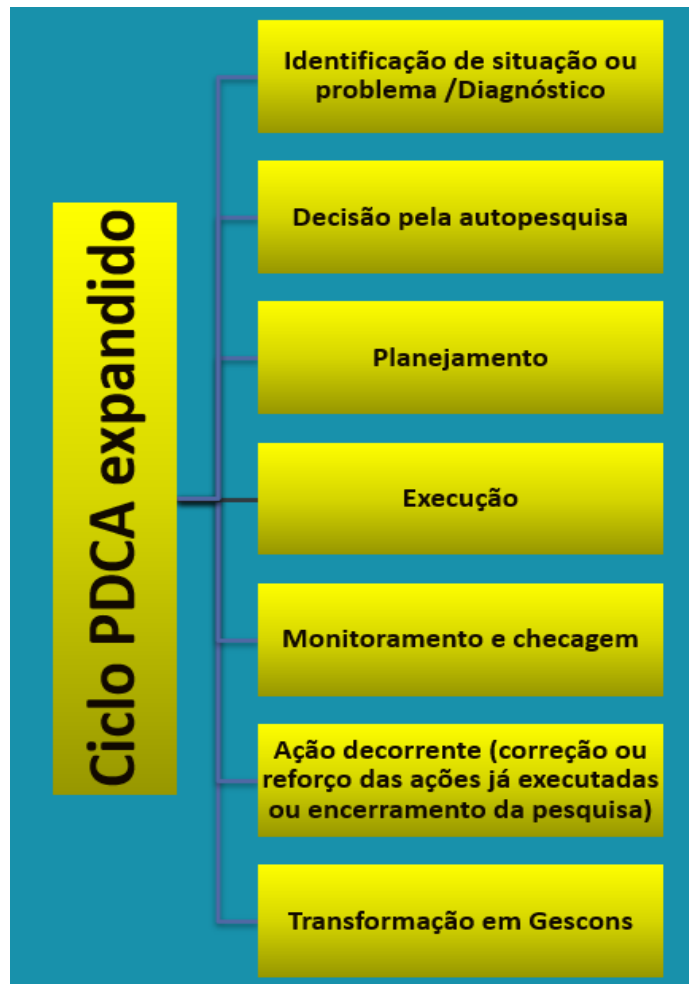 Ciclo PDCA expandido
Identificação de situação ou
problema /Diagnóstico
Decisão pela autopesquisa
Planejamento
Execução
Monitoramento e checagem
Ação decorrente (correção ou
reforço das ações já executadas
ou encerramento da pesquisa)
Transformação em Gescons